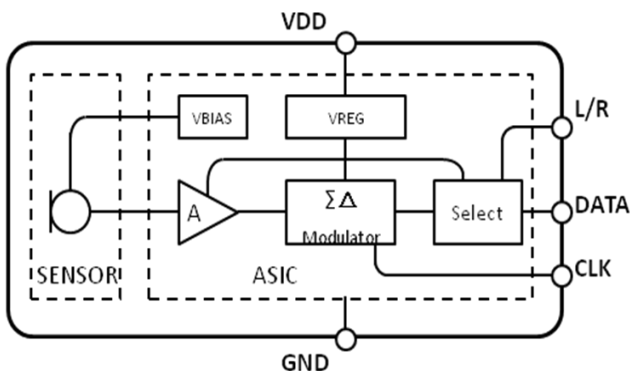 VDD
VBIAS
VREG
L/R
A
ΣΔ
Modulator
Select
DATA
SENSOR
ASIC
CLK
GND